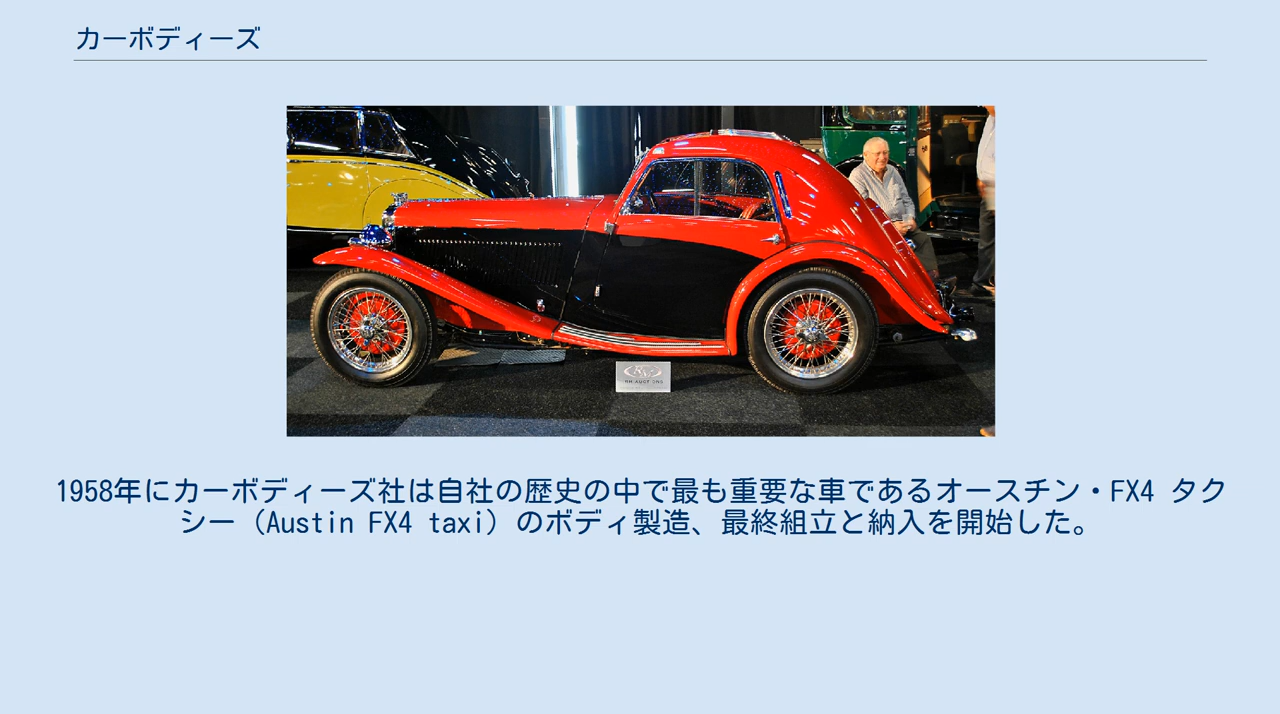 カーボディーズ
RM AUCTIONS
1958年にカーボディーズ社は自社の歴史の中で最も重要な車であるオースチン・FX4 タク
シー（Austin FX4 taxi）のボディ製造、最終組立と納入を開始した。